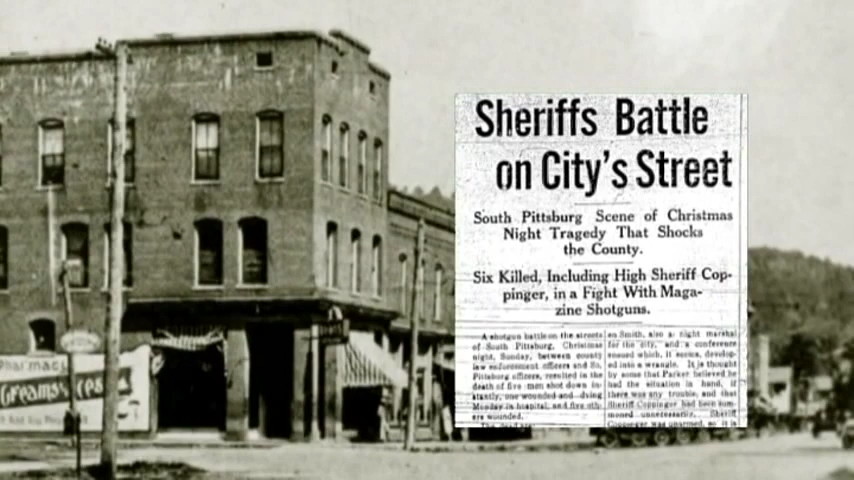 Pharmacy
Sheriffs Battle
on City's Street
South Pittsburg Scene of Christmas
Night Tragedy That Shocks
the County.
Six Killed, Including High Sheriff Cop-
pinger, in a Fight With Maga-
zine Shotguns.
A shotgun battle on the streets
of South Pittsburg, Christmas
night, Sunday, between county
law enforcement officers and So.
Pittsburg officers, resulted in the
death of five men shot down in-
stantly, one wounded and dying
Monday in hospital, and five oth-
ers wounded.
The dead are
en Smith, also a night marshal
for the city, and a conference
ensued which, it seems, develop-
ed into a wrangle. It is thought
by some that Parker believed he
had the situation in hand, if
there was any trouble, and that
Sheriff Coppinger had been sum-
moned unnecessarily. Sheriff
Coppinger was unarmed, as it is